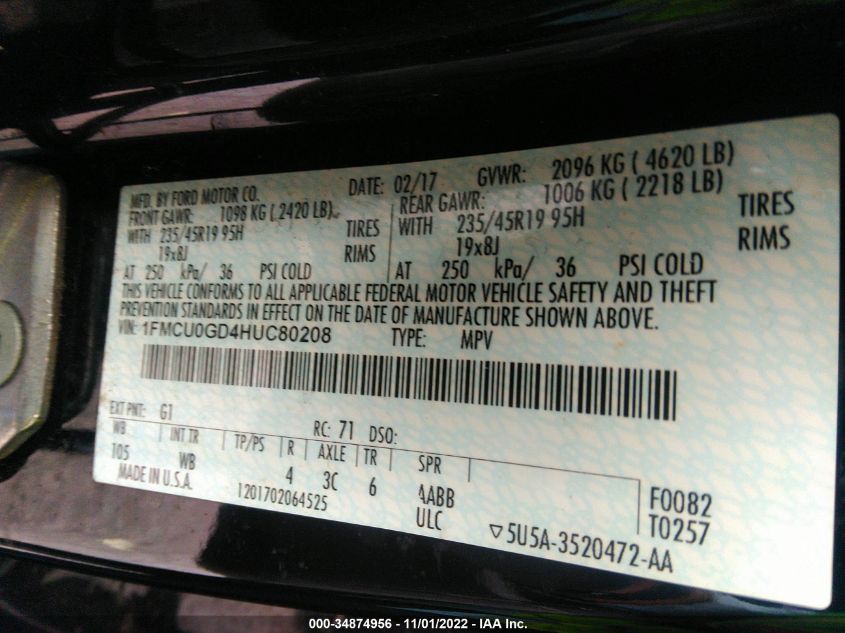 MFD. BY FORD MOTOR CO. DATE: 02/17 GVWR: 2096 KG ( 4620 LB)
FRONT GAWR: 1098 KG ( 2420 LB) REAR GAWR: 1006 KG ( 2218 LB)
WITH 235/45R19 95H TIRES WITH 235/45R19 95H TIRES
19x8J RIMS 19x8J RIMS
AT 250 kPa/ 36 PSI COLD AT 250 kPa/ 36 PSI COLD
THIS VEHICLE CONFORMS TO ALL APPLICABLE FEDERAL MOTOR VEHICLE SAFETY AND THEFT
PREVENTION STANDARDS IN EFFECT ON THE DATE OF MANUFACTURE SHOWN ABOVE.
VIN: 1FMCU0GD4HUC80208 TYPE: MPV
EXT PNT: G1 RC: 71 DSO:
WB INT TR TP/PS R AXLE TR SPR
105 WB 4 3C 6 AABB F0082
MADE IN U.S.A. 1201702064525 ULC T0257
▽5U5A-3520472-AA
000-34874956 - 11/01/2022 - IAA Inc.